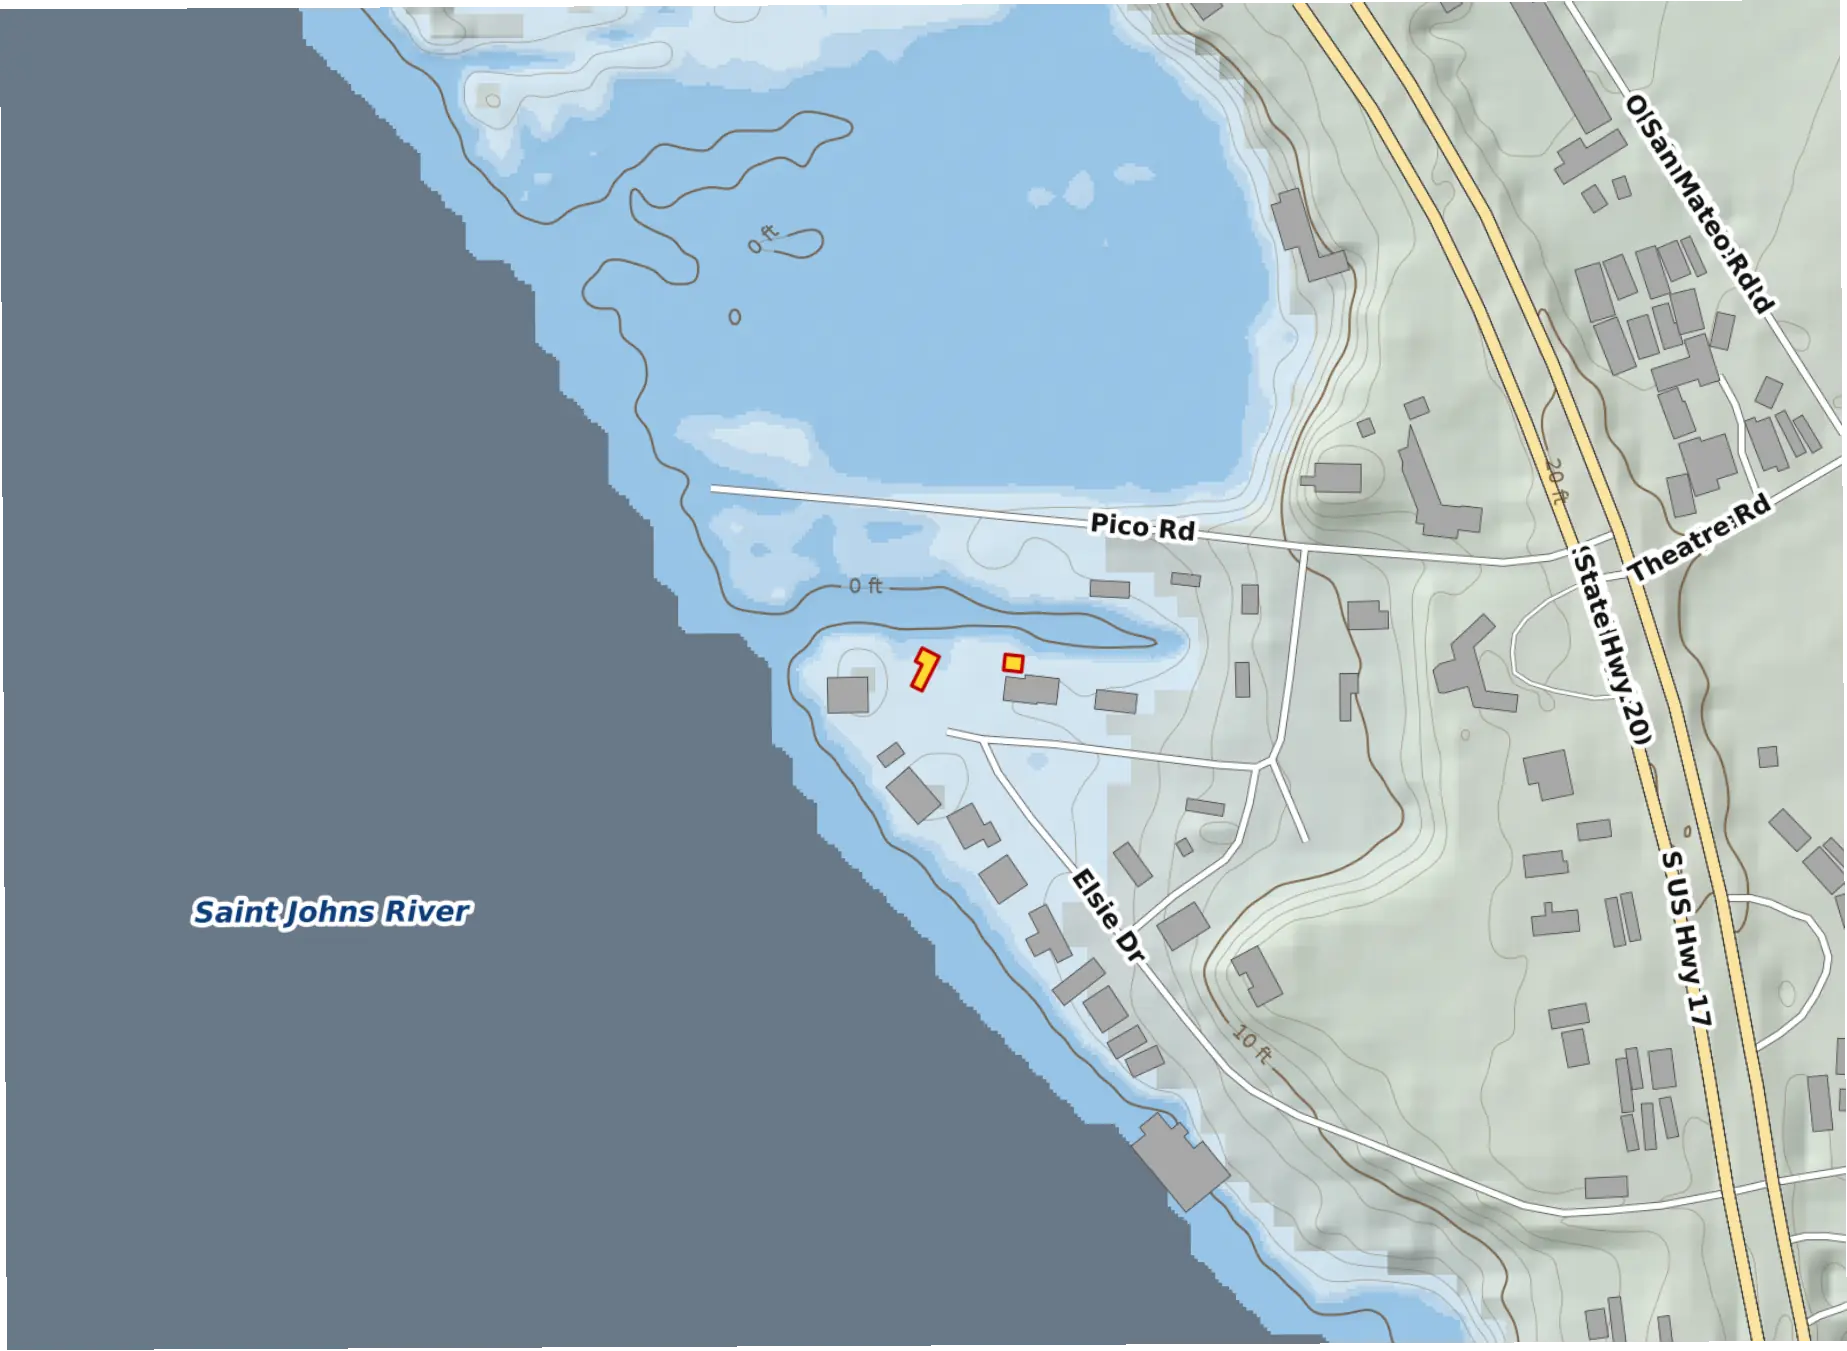 Ol San Mateo Rd
0 ft
20 ft
Pico Rd
Theatre Rd
0 ft
(State Hwy 20)
Saint Johns River
Elsie Dr
S US Hwy 17
10 ft